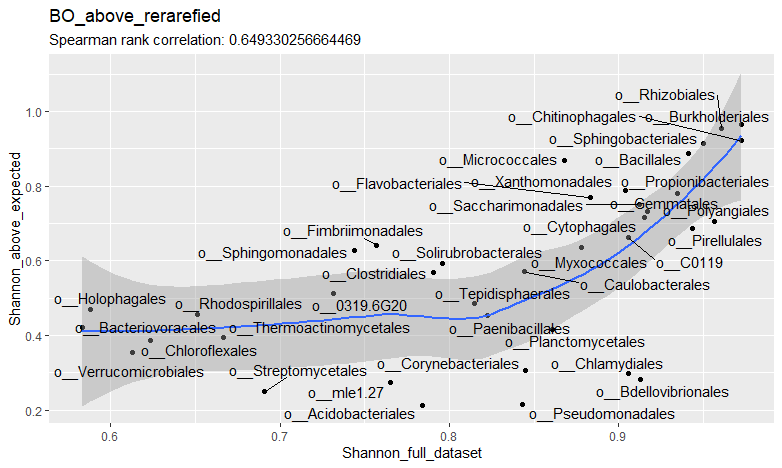 BO_above_rerarefied
Spearman rank correlation: 0.649330256664469
Shannon_above_expected
1.0
0.8
0.6
0.4
0.2
o__Rhizobiales
o__Chitinophagales
o__Burkholderiales
o__Sphingobacteriales
o__Micrococcales
o__Bacillales
o__Flavobacteriales
o__Xanthomonadales
o__Propionibacteriales
o__Saccharimonadales
o__Gemmatales
o__Polyangiales
o__Fimbriimonadales
o__Cytophagales
o__Pirellulales
o__Sphingomonadales
o__Solirubrobacterales
o__Myxococcales
o__C0119
o__Clostridiales
o__Caulobacterales
o__Holophagales
o__Rhodospirillales
o__0319.6G20
o__Tepidisphaerales
o__Bacteriovoracales
o__Thermoactinomycetales
o__Paenibacillales
o__Planctomycetales
o__Chloroflexales
o__Verrucomicrobiales
o__Streptomycetales
o__Corynebacteriales
o__Chlamydiales
o__mle1.27
o__Bdellovibrionales
o__Acidobacteriales
o__Pseudomonadales
0.6
0.7
0.8
0.9
Shannon_full_dataset